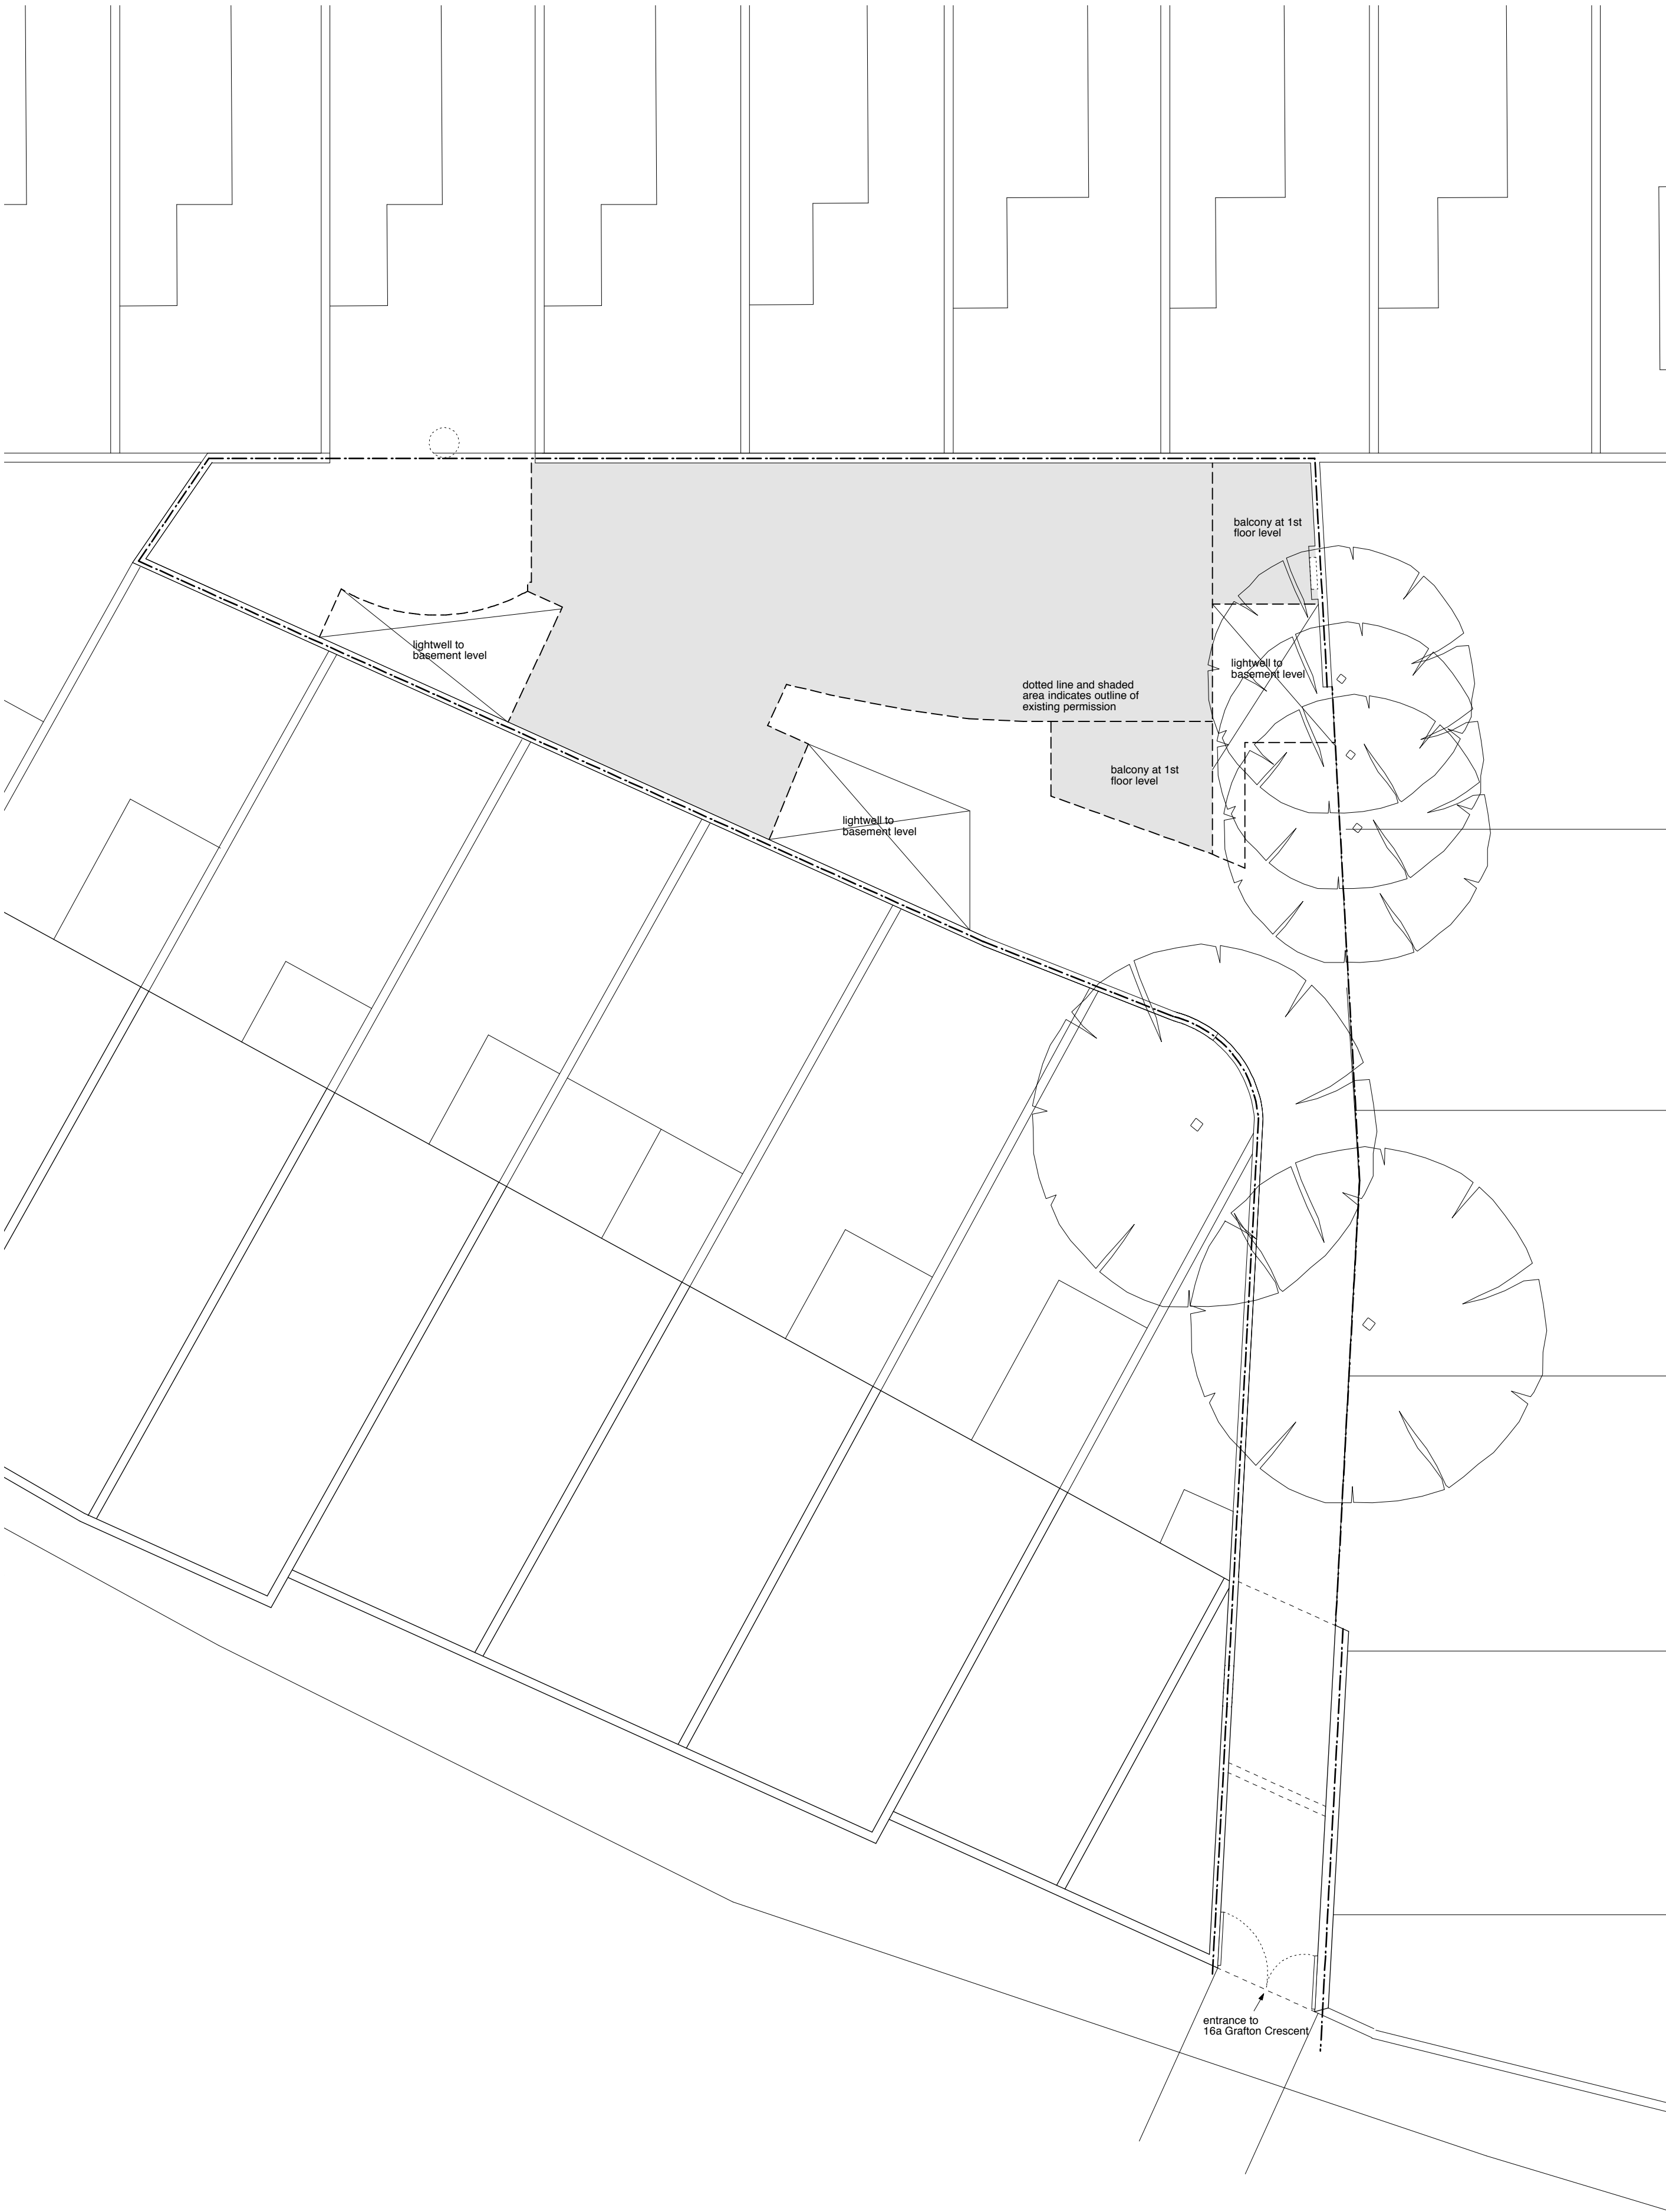 balcony at 1st
floor level
lightwell to
basement level
lightwell to
basement level
dotted line and shaded
area indicates outline of
existing permission
balcony at 1st
floor level
lightwell to
basement level
entrance to
16a Grafton Crescent